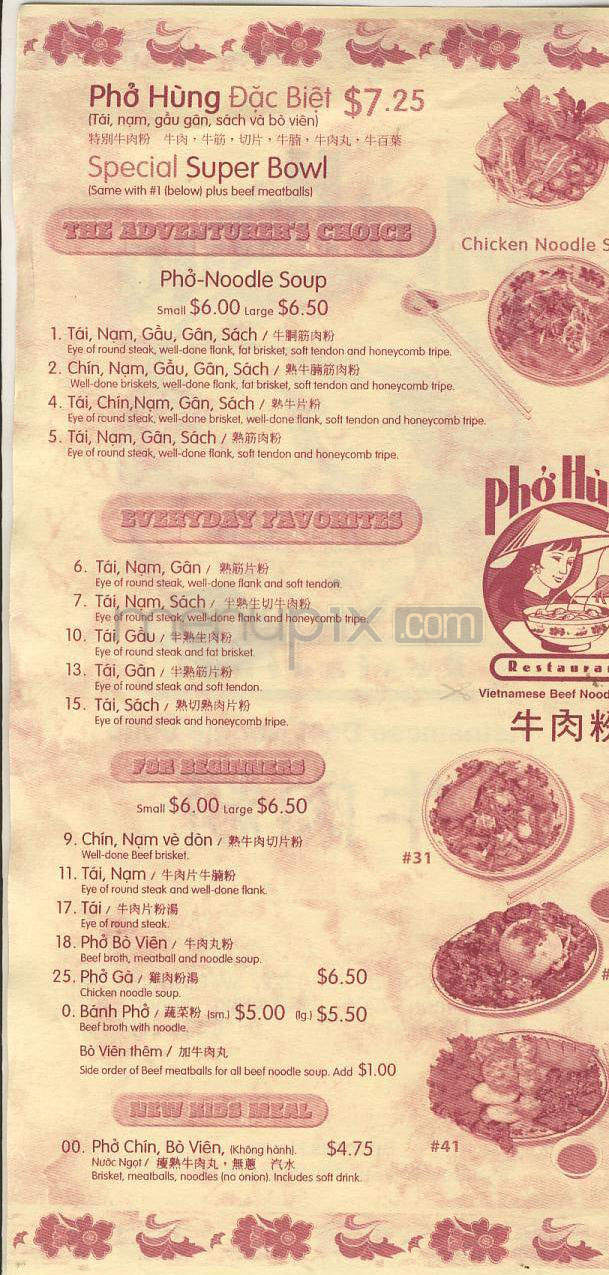 Phở Hùng Đặc Biệt $7.25
(Tái, nạm, gầu gân, sách và bò viên)
特別牛肉粉 牛肉，牛筋，切片，牛腩，牛肉丸，牛百葉
Special Super Bowl
(Same with #1 (below) plus beef meatballs)
THE ADVENTURER'S CHOICE
Chicken Noodle S
Phở-Noodle Soup
Small $6.00 Large $6.50
1. Tái, Nạm, Gầu, Gân, Sách / 牛腩筋肉粉
Eye of round steak, well-done flank, fat brisket, soft tendon and honeycomb tripe.
2. Chín, Nạm, Gầu, Gân, Sách / 熟牛腩筋肉粉
Well-done briskets, well-done flank, fat brisket, soft tendon and honeycomb tripe.
4. Tái, Chín,Nạm, Gân, Sách / 熟牛片粉
Eye of round steak, well-done brisket, well-done flank, soft tendon and honeycomb tripe.
5. Tái, Nạm, Gân, Sách / 熟筋肉粉
Eye of round steak, well-done flank, soft tendon and honeycomb tripe.
Phở Hù
EVERYDAY FAVORITES
6. Tái, Nạm, Gân / 熟筋片粉
Eye of round steak, well-done flank and soft tendon.
7. Tái, Nạm, Sách / 半熟生切牛肉粉
Eye of round steak, well-done flank and honeycomb tripe.
.com
10. Tái Gầu / 半熟生肉粉
Eye of round steak and fat brisket.
13. Tái, Gân / 半熟筋片粉
Eye of round steak and soft tendon.
Restaura
Vietnamese Beef Nood
15. Tái, Sách / 熟切熟肉片粉
Eye of round steak and honeycomb tripe.
牛肉粉
FOR BEGINNERS
Small $6.00 Large $6.50
9. Chín, Nạm vè dòn / 熟牛肉切片粉
Well-done Beef brisket.
#31
11. Tái, Nạm / 牛肉片牛腩粉
Eye of round steak and well-done flank.
17. Tái / 牛肉片粉湯
Eye of round steak.
18. Phở Bò Viên / 牛肉丸粉
Beef broth, meatball and noodle soup.
25. Phở Gà / 雞肉粉湯 $6.50
Chicken noodle soup.
0. Bánh Phở / 蔬菜粉 (sm.) $5.00 (lg.) $5.50
Beef broth with noodle.
Bò Viên thêm / 加牛肉丸
Side order of Beef meatballs for all beef noodle soup. Add $1.00
NEW KIDS MEAL
00. Phở Chín, Bò Viên, (Không hành). $4.75
#41
Nước Ngọt / 瘦熟牛肉丸，無蔥 汽水
Brisket, meatballs, noodles (no onion). Includes soft drink.